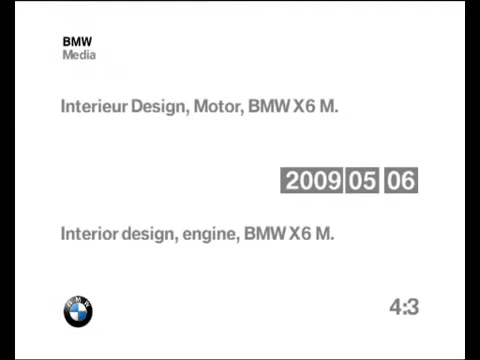 BMW
Media
Interieur Design, Motor, BMW X6 M.
2009 05 06
Interior design, engine, BMW X6 M.
BMW
4:3